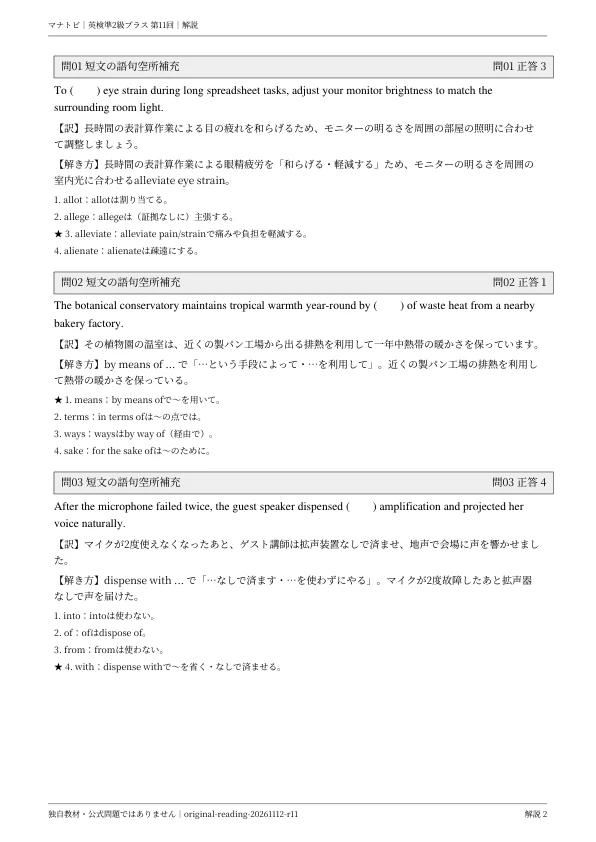 マナトビ｜英検準2級プラス 第11回｜解説
問01 短文の語句空所補充 問01 正答 3
To (　　) eye strain during long spreadsheet tasks, adjust your monitor brightness to match the
surrounding room light.
【訳】長時間の表計算作業による目の疲れを和らげるため、モニターの明るさを周囲の部屋の照明に合わせ
て調整しましょう。
【解き方】長時間の表計算作業による眼精疲労を「和らげる・軽減する」ため、モニターの明るさを周囲の
室内光に合わせるalleviate eye strain。
1. allot：allotは割り当てる。
2. allege：allegeは（証拠なしに）主張する。
★ 3. alleviate：alleviate pain/strainで痛みや負担を軽減する。
4. alienate：alienateは疎遠にする。
問02 短文の語句空所補充 問02 正答 1
The botanical conservatory maintains tropical warmth year-round by (　　) of waste heat from a nearby
bakery factory.
【訳】その植物園の温室は、近くの製パン工場から出る排熱を利用して一年中熱帯の暖かさを保っています。
【解き方】by means of … で「…という手段によって・…を利用して」。近くの製パン工場の排熱を利用し
て熱帯の暖かさを保っている。
★ 1. means：by means ofで〜を用いて。
2. terms：in terms ofは〜の点では。
3. ways：waysはby way of（経由で）。
4. sake：for the sake ofは〜のために。
問03 短文の語句空所補充 問03 正答 4
After the microphone failed twice, the guest speaker dispensed (　　) amplification and projected her
voice naturally.
【訳】マイクが2度使えなくなったあと、ゲスト講師は拡声装置なしで済ませ、地声で会場に声を響かせまし
た。
【解き方】dispense with … で「…なしで済ます・…を使わずにやる」。マイクが2度故障したあと拡声器
なしで声を届けた。
1. into：intoは使わない。
2. of：ofはdispose of。
3. from：fromは使わない。
★ 4. with：dispense withで〜を省く・なしで済ませる。
独自教材・公式問題ではありません｜original-reading-20261112-r11 解説 2